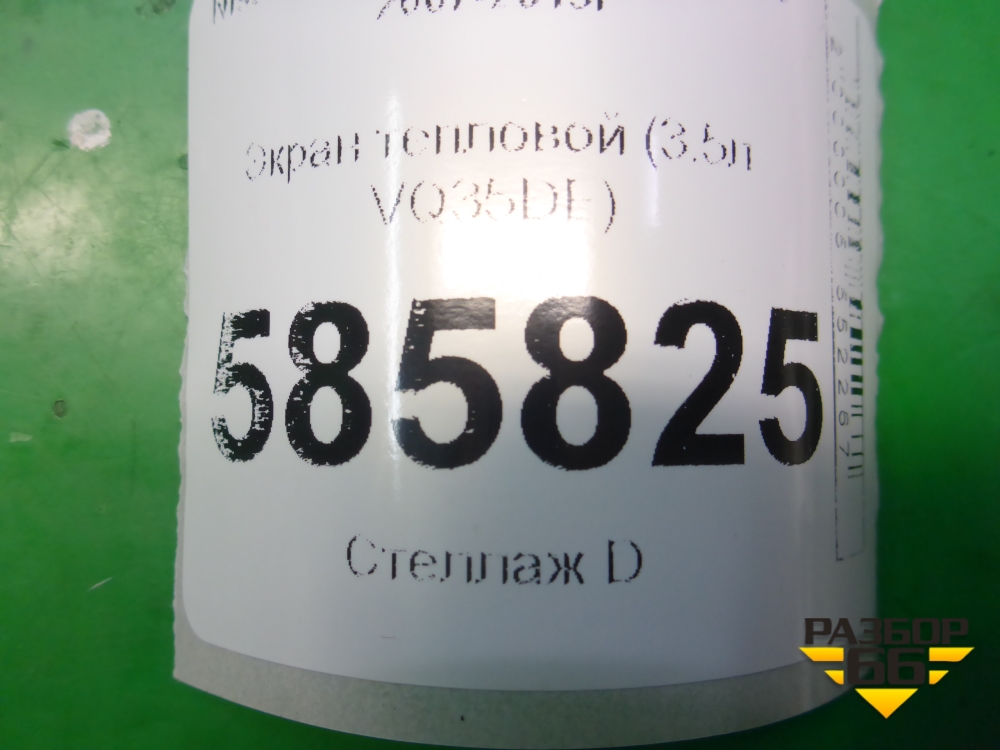 экран тепловой (3.5л
VQ35DE)
585825
Стеллаж D
РАЗБОР
66